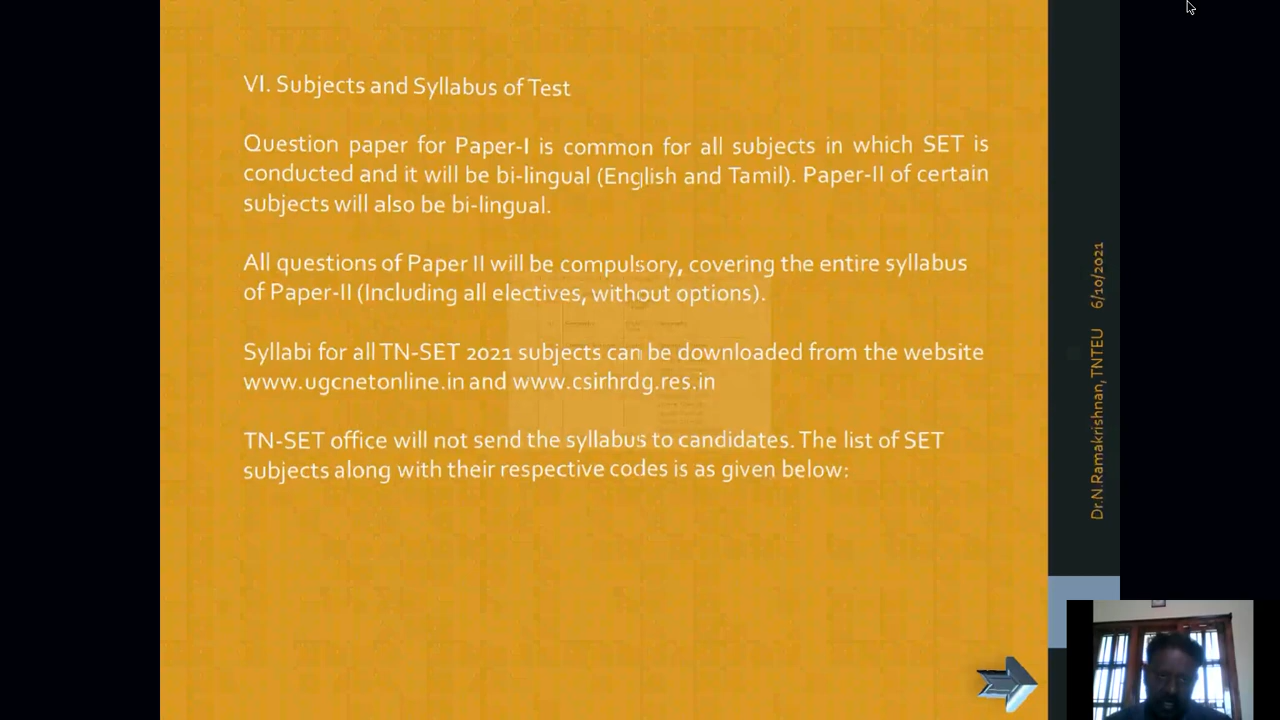 VI. Subjects and Syllabus of Test
Question paper for Paper-I is common for all subjects in which SET is
conducted and it will be bi-lingual (English and Tamil). Paper-II of certain
subjects will also be bi-lingual.
All questions of Paper II will be compulsory, covering the entire syllabus
of Paper-II (Including all electives, without options).
Syllabi for all TN-SET 2021 subjects can be downloaded from the website
www.ugcnetonline.in and www.csirhrdg.res.in
TN-SET office will not send the syllabus to candidates. The list of SET
subjects along with their respective codes is as given below:
Dr.N.Ramakrishnan,TNTEU 6/10/2021